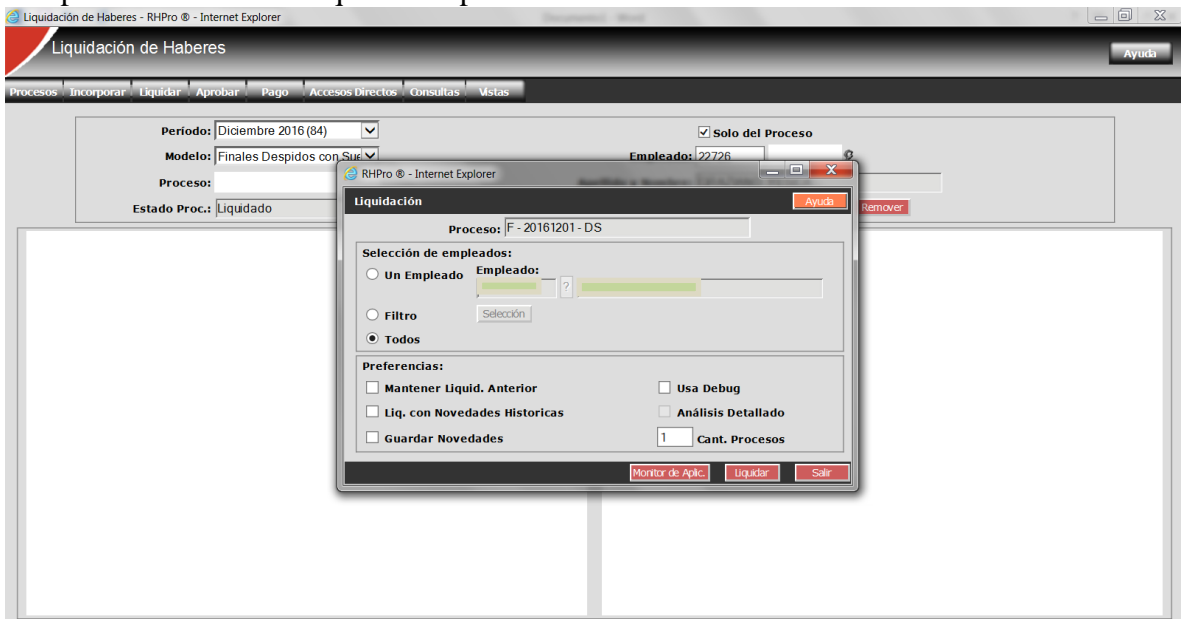 Liquidación de Haberes - RHPro ® - Internet Explorer
Liquidación de Haberes
Ayuda
Procesos Incorporar Liquidar Aprobar Pago Accesos Directos Consultas Vistas
Período: Diciembre 2016 (84)
Solo del Proceso
Modelo: Finales Despidos con Sue
Empleado: 22726
Proceso:
Estado Proc.: Liquidado
Remover
RHPro ® - Internet Explorer
Liquidación
Ayuda
Proceso: F - 20161201 - DS
Selección de empleados:
Un Empleado Empleado:
?
Filtro Selección
Todos
Preferencias:
Mantener Liquid. Anterior Usa Debug
Liq. con Novedades Historicas Análisis Detallado
Guardar Novedades 1 Cant. Procesos
Monitor de Aplic. Liquidar Salir